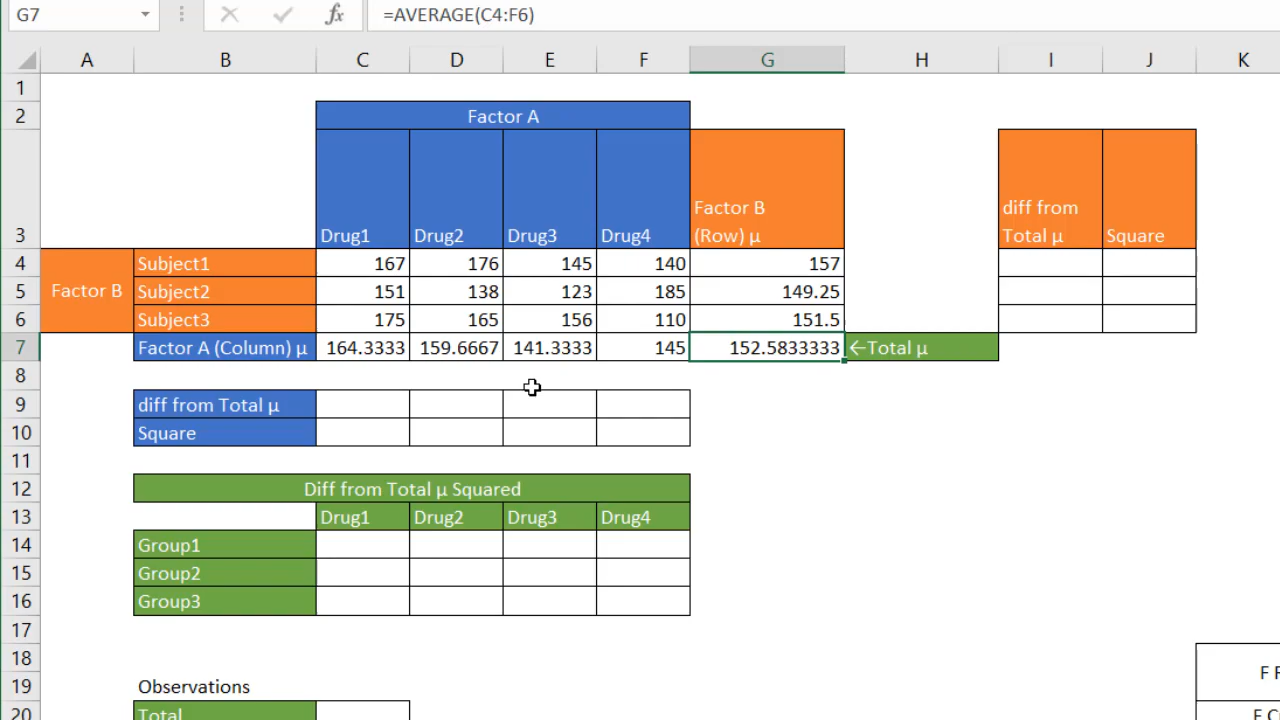 G7 =AVERAGE(C4:F6)
A B C D E F G H I J K
1
2 Factor A
3 Drug1 Drug2 Drug3 Drug4 Factor B (Row) µ diff from Total µ Square
4 Subject1 167 176 145 140 157
5 Factor B Subject2 151 138 123 185 149.25
6 Subject3 175 165 156 110 151.5
7 Factor A (Column) µ 164.3333 159.6667 141.3333 145 152.5833333 ←Total µ
8
9 diff from Total µ
10 Square
11
12 Diff from Total µ Squared
13 Drug1 Drug2 Drug3 Drug4
14 Group1
15 Group2
16 Group3
17
18
19 Observations
20 Total